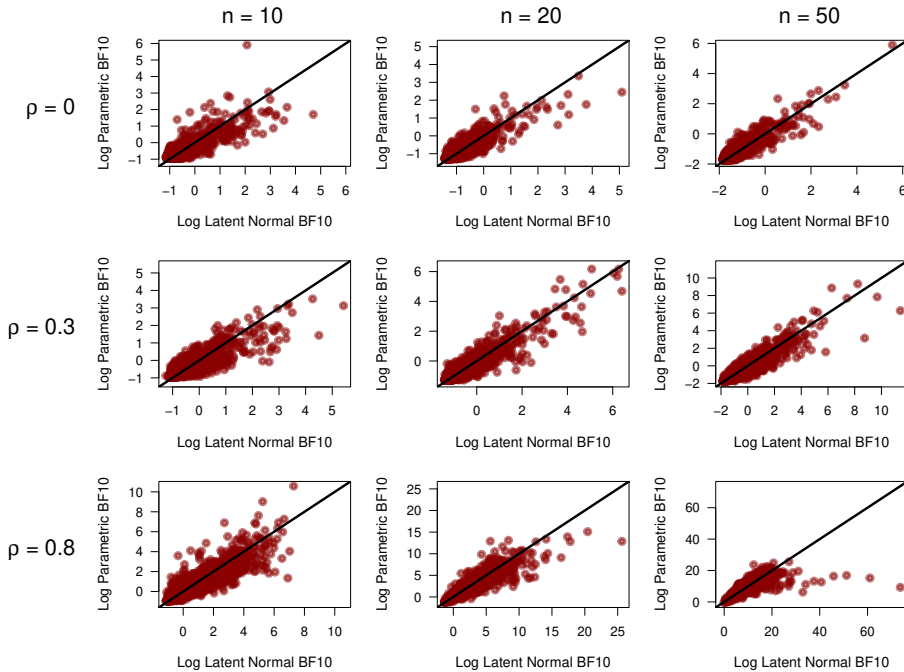 n = 10
n = 20
n = 50
ρ = 0
Log Parametric BF10
6
5
4
3
2
1
0
−1
−1 0 1 2 3 4 5 6
Log Latent Normal BF10
Log Parametric BF10
5
4
3
2
1
0
−1
−1 0 1 2 3 4 5
Log Latent Normal BF10
Log Parametric BF10
6
4
2
0
−2
−2 0 2 4 6
Log Latent Normal BF10
ρ = 0.3
Log Parametric BF10
5
4
3
2
1
0
−1
−1 0 1 2 3 4 5
Log Latent Normal BF10
Log Parametric BF10
6
4
2
0
0 2 4 6
Log Latent Normal BF10
Log Parametric BF10
10
8
6
4
2
0
−2
−2 0 2 4 6 8 10
Log Latent Normal BF10
ρ = 0.8
Log Parametric BF10
10
8
6
4
2
0
0 2 4 6 8 10
Log Latent Normal BF10
Log Parametric BF10
25
20
15
10
5
0
0 5 10 15 20 25
Log Latent Normal BF10
Log Parametric BF10
60
40
20
0
0 20 40 60
Log Latent Normal BF10